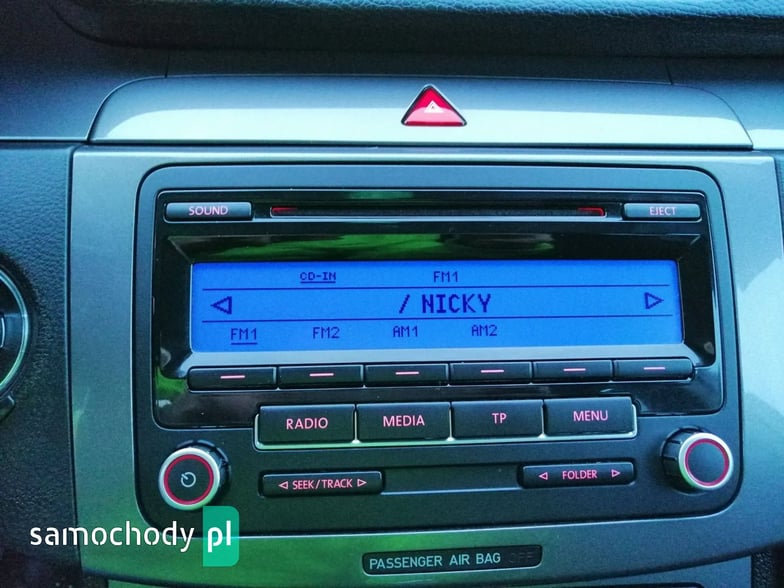 SOUND
EJECT
CD-IN FM1
/ NICKY
FM1 FM2 AM1 AM2
RADIO MEDIA TP MENU
SEEK/TRACK
FOLDER
samochody pl
PASSENGER AIR BAG OFF